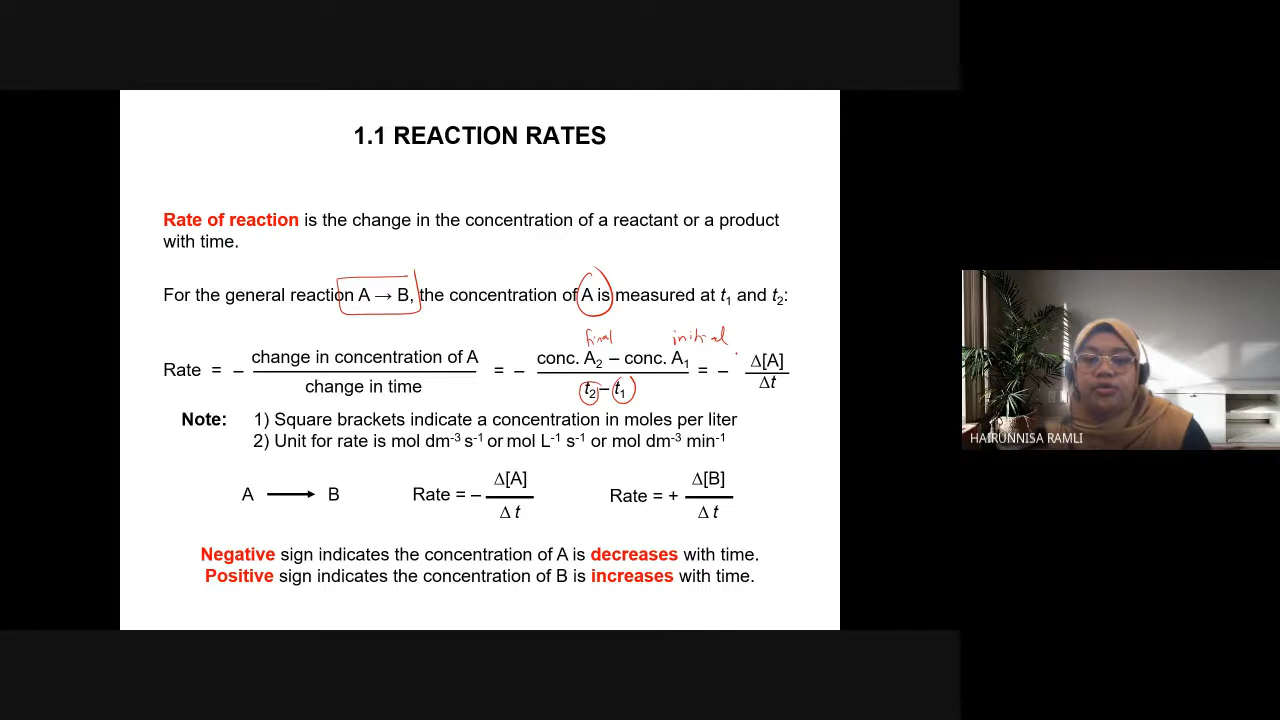 1.1 REACTION RATES
Rate of reaction is the change in the concentration of a reactant or a product
with time.
For the general reaction A → B, the concentration of A is measured at t₁ and t₂:
final initial
Rate = – change in concentration of A / change in time = – conc. A₂ – conc. A₁ / t₂ – t₁ = – Δ[A] / Δt
Note: 1) Square brackets indicate a concentration in moles per liter
2) Unit for rate is mol dm⁻³ s⁻¹ or mol L⁻¹ s⁻¹ or mol dm⁻³ min⁻¹
A ⟶ B Rate = – Δ[A] / Δ t Rate = + Δ[B] / Δ t
Negative sign indicates the concentration of A is decreases with time.
Positive sign indicates the concentration of B is increases with time.
HAIRUNNISA RAMLI